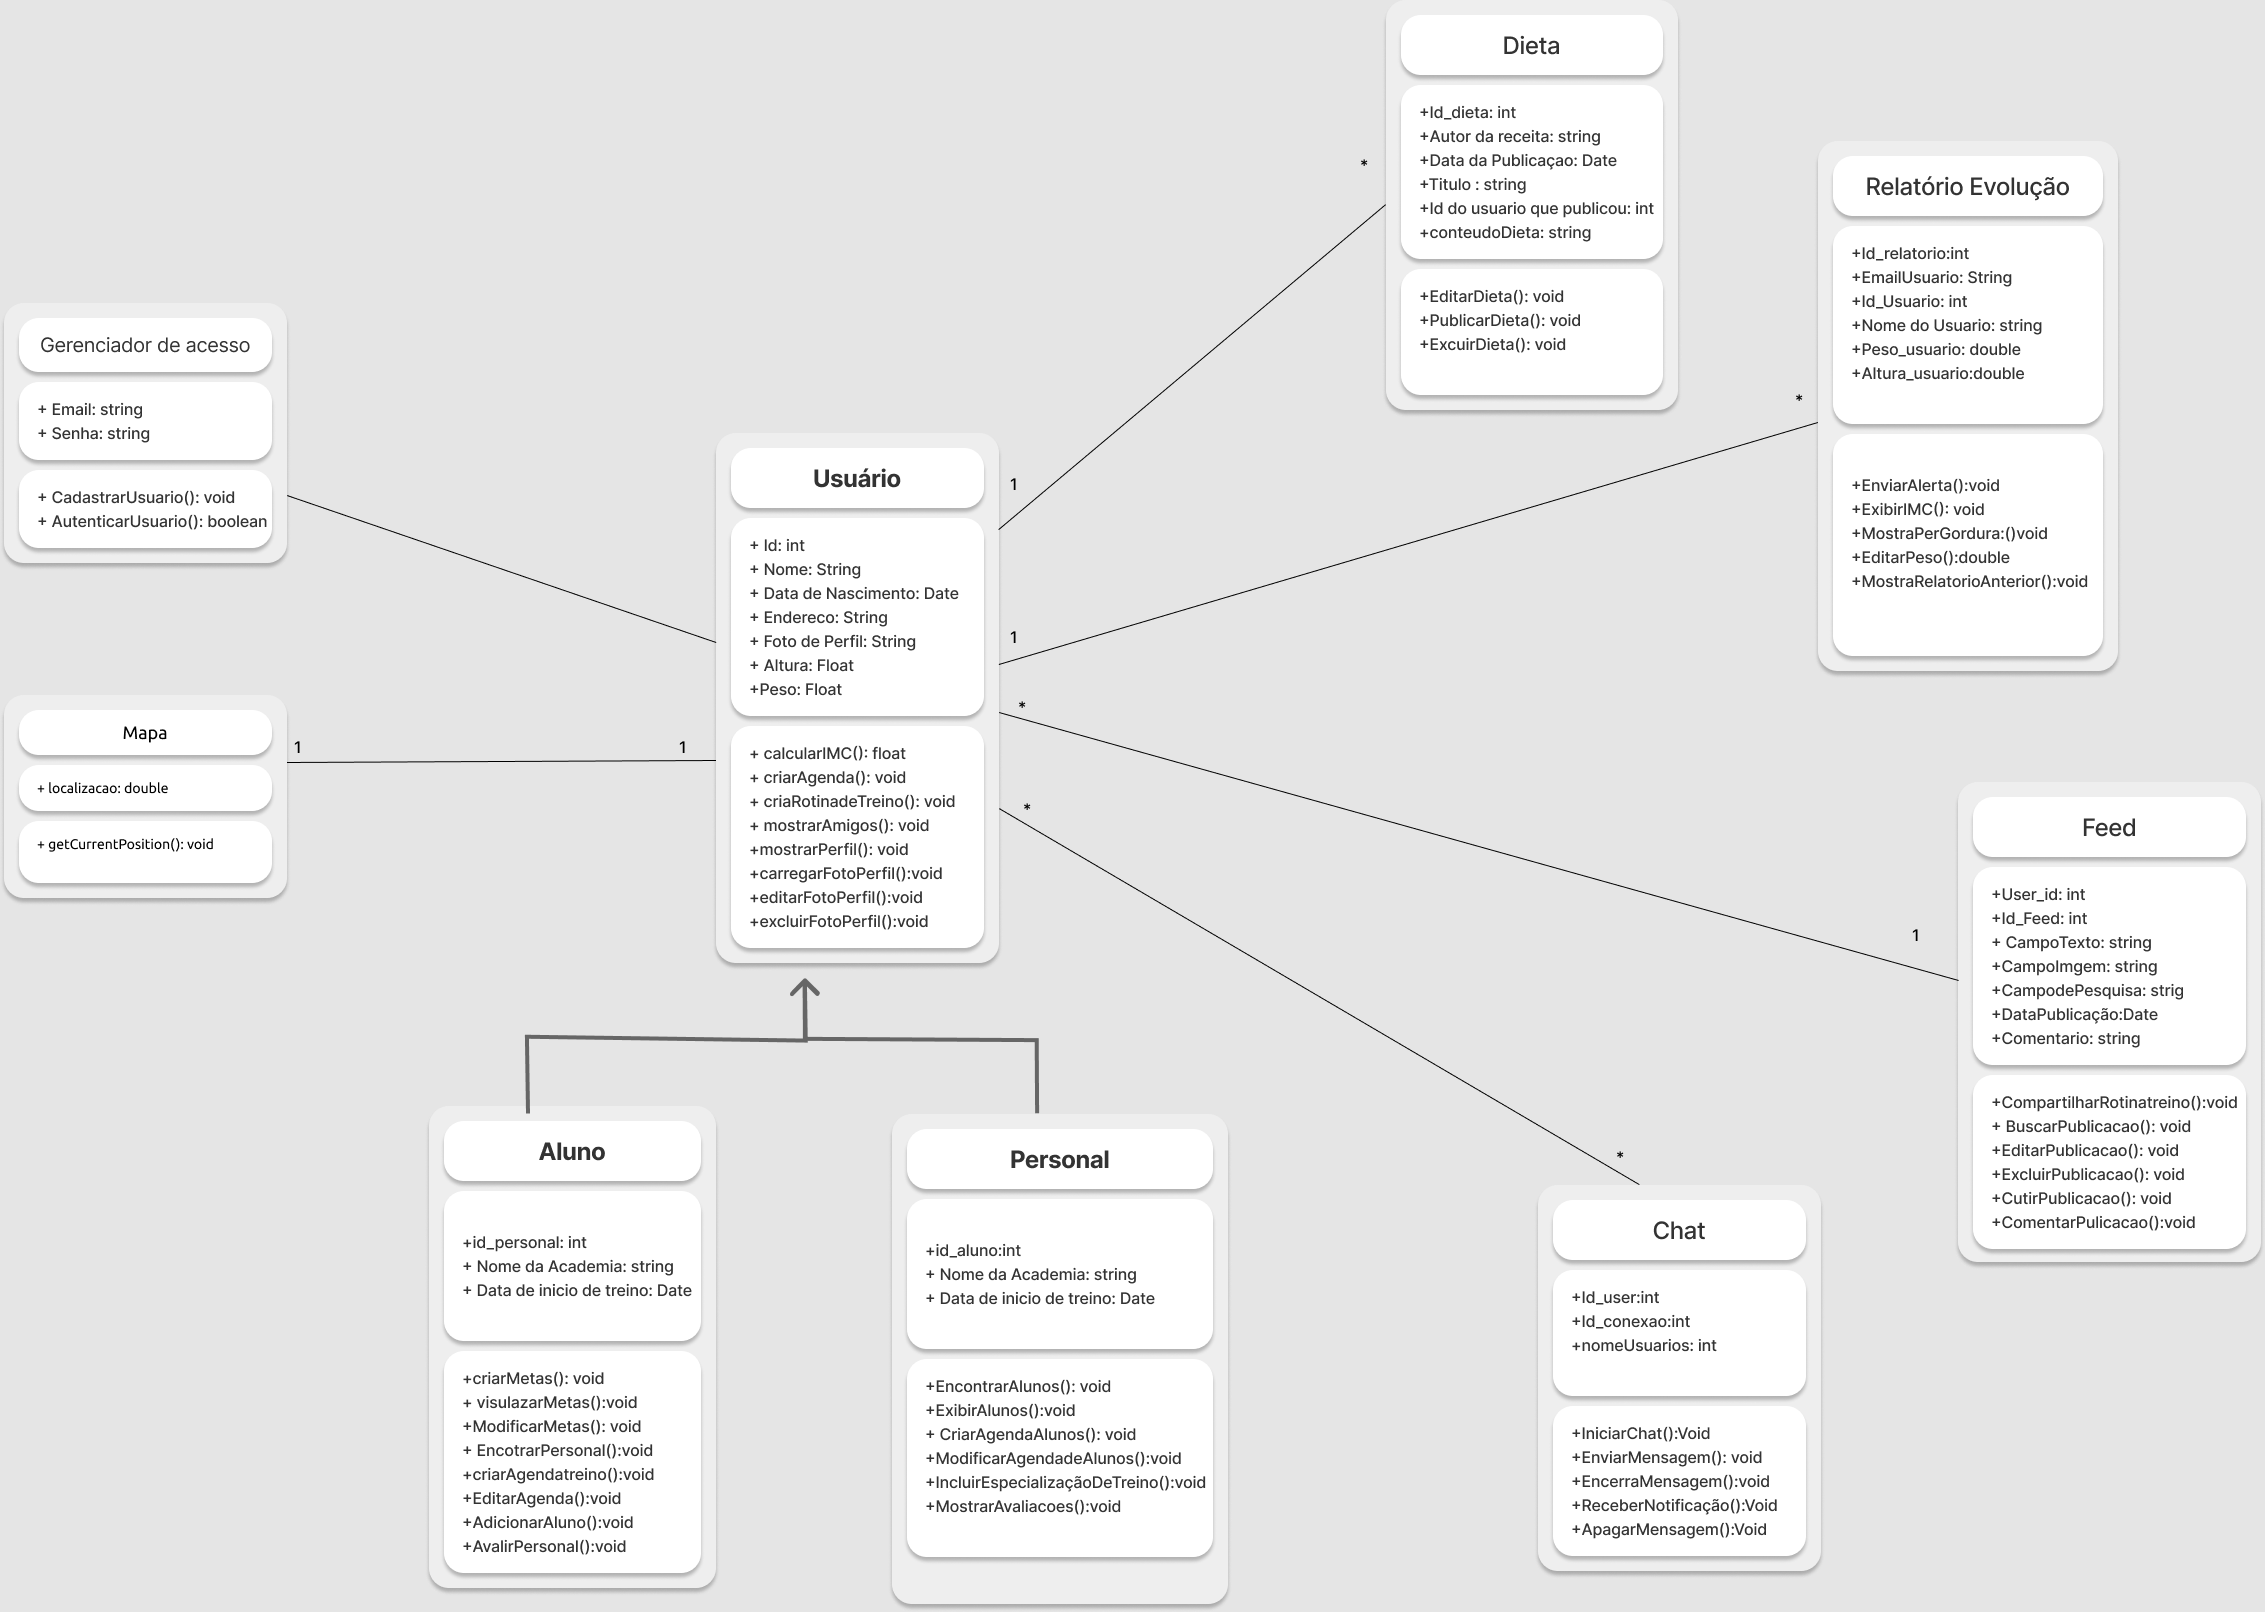 Dieta
+Id_dieta: int
+Autor da receita: string
+Data da Publicaçao: Date
+Titulo : string
+Id do usuario que publicou: int
+conteudoDieta: string
+EditarDieta(): void
+PublicarDieta(): void
+ExcuirDieta(): void
*
1
Relatório Evolução
+Id_relatorio:int
+EmailUsuario: String
+Id_Usuario: int
+Nome do Usuario: string
+Peso_usuario: double
+Altura_usuario:double
+EnviarAlerta():void
+ExibirIMC(): void
+MostraPerGordura:()void
+EditarPeso():double
+MostraRelatorioAnterior():void
*
1
Gerenciador de acesso
+ Email: string
+ Senha: string
+ CadastrarUsuario(): void
+ AutenticarUsuario(): boolean
Usuário
+ Id: int
+ Nome: String
+ Data de Nascimento: Date
+ Endereco: String
+ Foto de Perfil: String
+ Altura: Float
+Peso: Float
+ calcularIMC(): float
+ criarAgenda(): void
+ criaRotinadeTreino(): void
+ mostrarAmigos(): void
+mostrarPerfil(): void
+carregarFotoPerfil():void
+editarFotoPerfil():void
+excluirFotoPerfil():void
Mapa
+ localizacao: double
+ getCurrentPosition(): void
1
1
*
1
*
*
Feed
+User_id: int
+Id_Feed: int
+ CampoTexto: string
+CampoImgem: string
+CampodePesquisa: strig
+DataPublicação:Date
+Comentario: string
+CompartilharRotinatreino():void
+ BuscarPublicacao(): void
+EditarPublicacao(): void
+ExcluirPublicacao(): void
+CutirPublicacao(): void
+ComentarPulicacao():void
Aluno
+id_personal: int
+ Nome da Academia: string
+ Data de inicio de treino: Date
+criarMetas(): void
+ visulazarMetas():void
+ModificarMetas(): void
+ EncotrarPersonal():void
+criarAgendatreino():void
+EditarAgenda():void
+AdicionarAluno():void
+AvalirPersonal():void
Personal
+id_aluno:int
+ Nome da Academia: string
+ Data de inicio de treino: Date
+EncontrarAlunos(): void
+ExibirAlunos():void
+ CriarAgendaAlunos(): void
+ModificarAgendadeAlunos():void
+IncluirEspecializaçãoDeTreino():void
+MostrarAvaliacoes():void
Chat
+Id_user:int
+Id_conexao:int
+nomeUsuarios: int
+IniciarChat():Void
+EnviarMensagem(): void
+EncerraMensagem():void
+ReceberNotificação():Void
+ApagarMensagem():Void